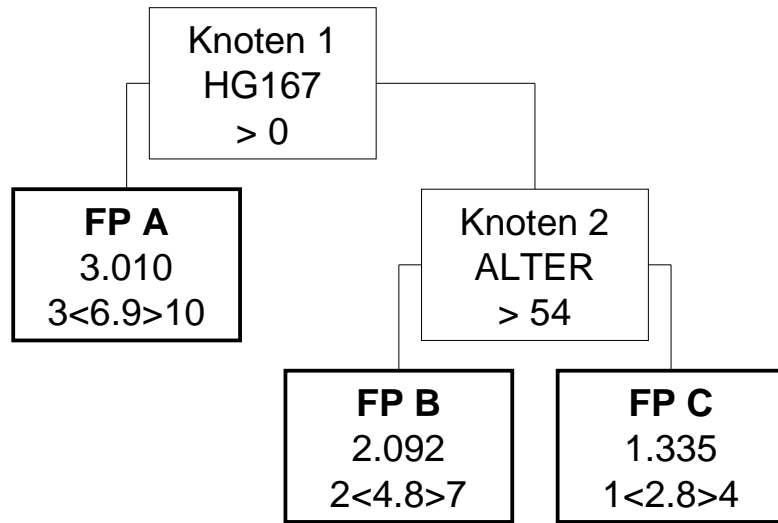 Knoten 1
HG167
> 0
FP A
3.010
3<6.9>10
Knoten 2
ALTER
> 54
FP B
2.092
2<4.8>7
FP C
1.335
1<2.8>4